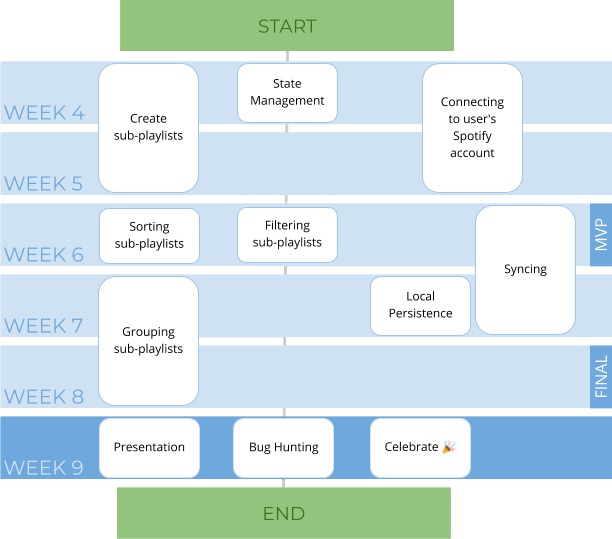 START
WEEK 4
Create
sub-playlists
State
Management
Connecting
to user's
Spotify
account
WEEK 5
WEEK 6
Sorting
sub-playlists
Filtering
sub-playlists
Syncing
MVP
WEEK 7
Grouping
sub-playlists
Local
Persistence
WEEK 8
FINAL
WEEK 9
Presentation
Bug Hunting
Celebrate 🎉
END